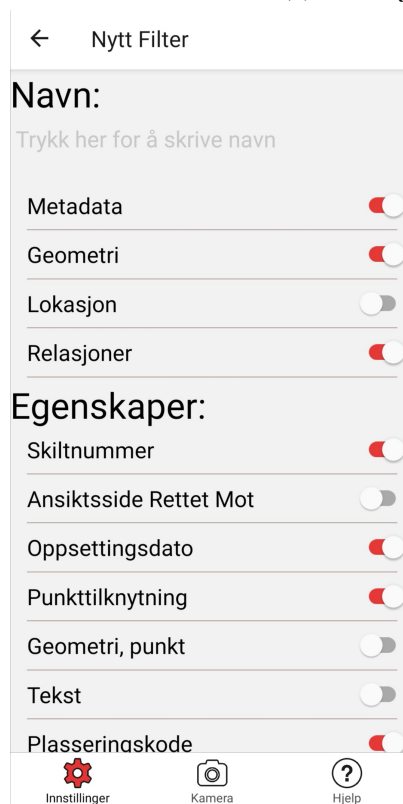 Nytt Filter
Navn:
Trykk her for å skrive navn
Metadata
Geometri
Lokasjon
Relasjoner
Egenskaper:
Skiltnummer
Ansiktsside Rettet Mot
Oppsettingsdato
Punkttilknytning
Geometri, punkt
Tekst
Plasseringskode
Innstillinger Kamera Hjelp